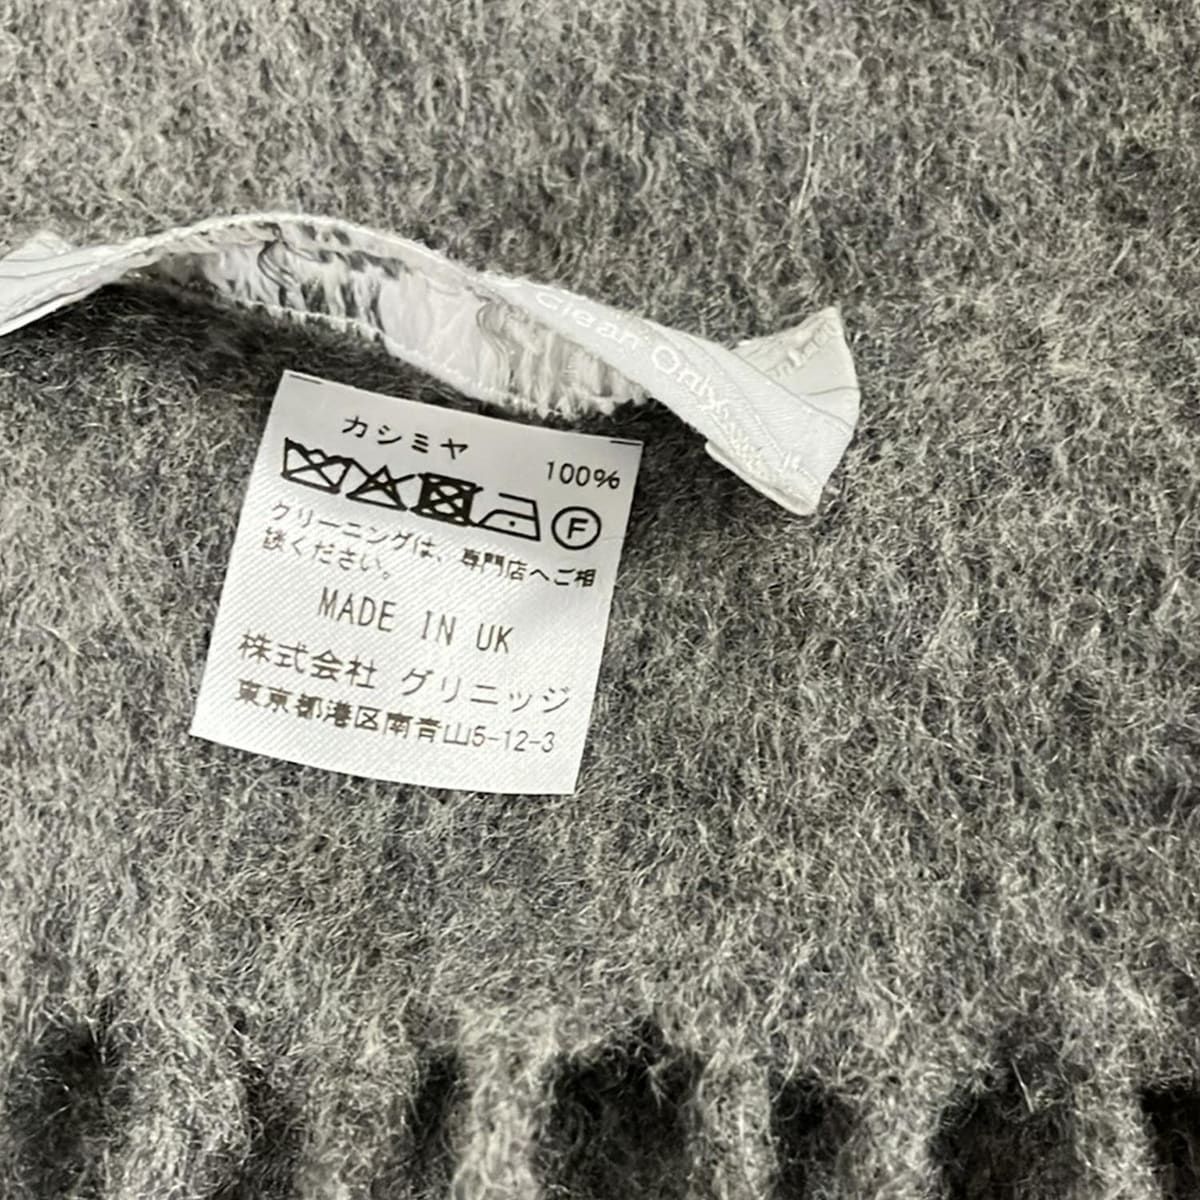 Clean Only
カシミヤ
100%
F
クリーニングは、専門店へご相
談ください。
MADE IN UK
株式会社 グリニッジ
東京都港区南青山5-12-3